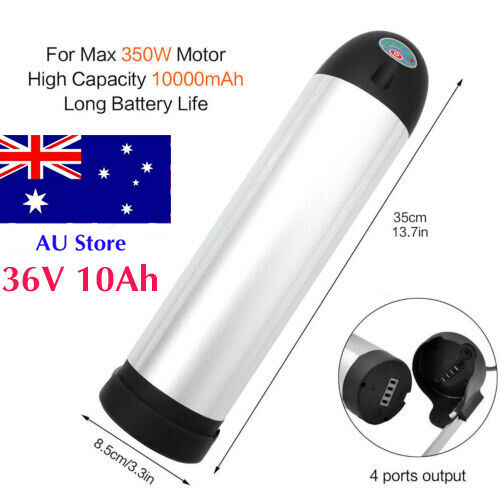 For Max 350W Motor
High Capacity 10000mAh
Long Battery Life
AU Store
36V 10Ah
35cm
13.7in
8.5cm/3.3in
4 ports output